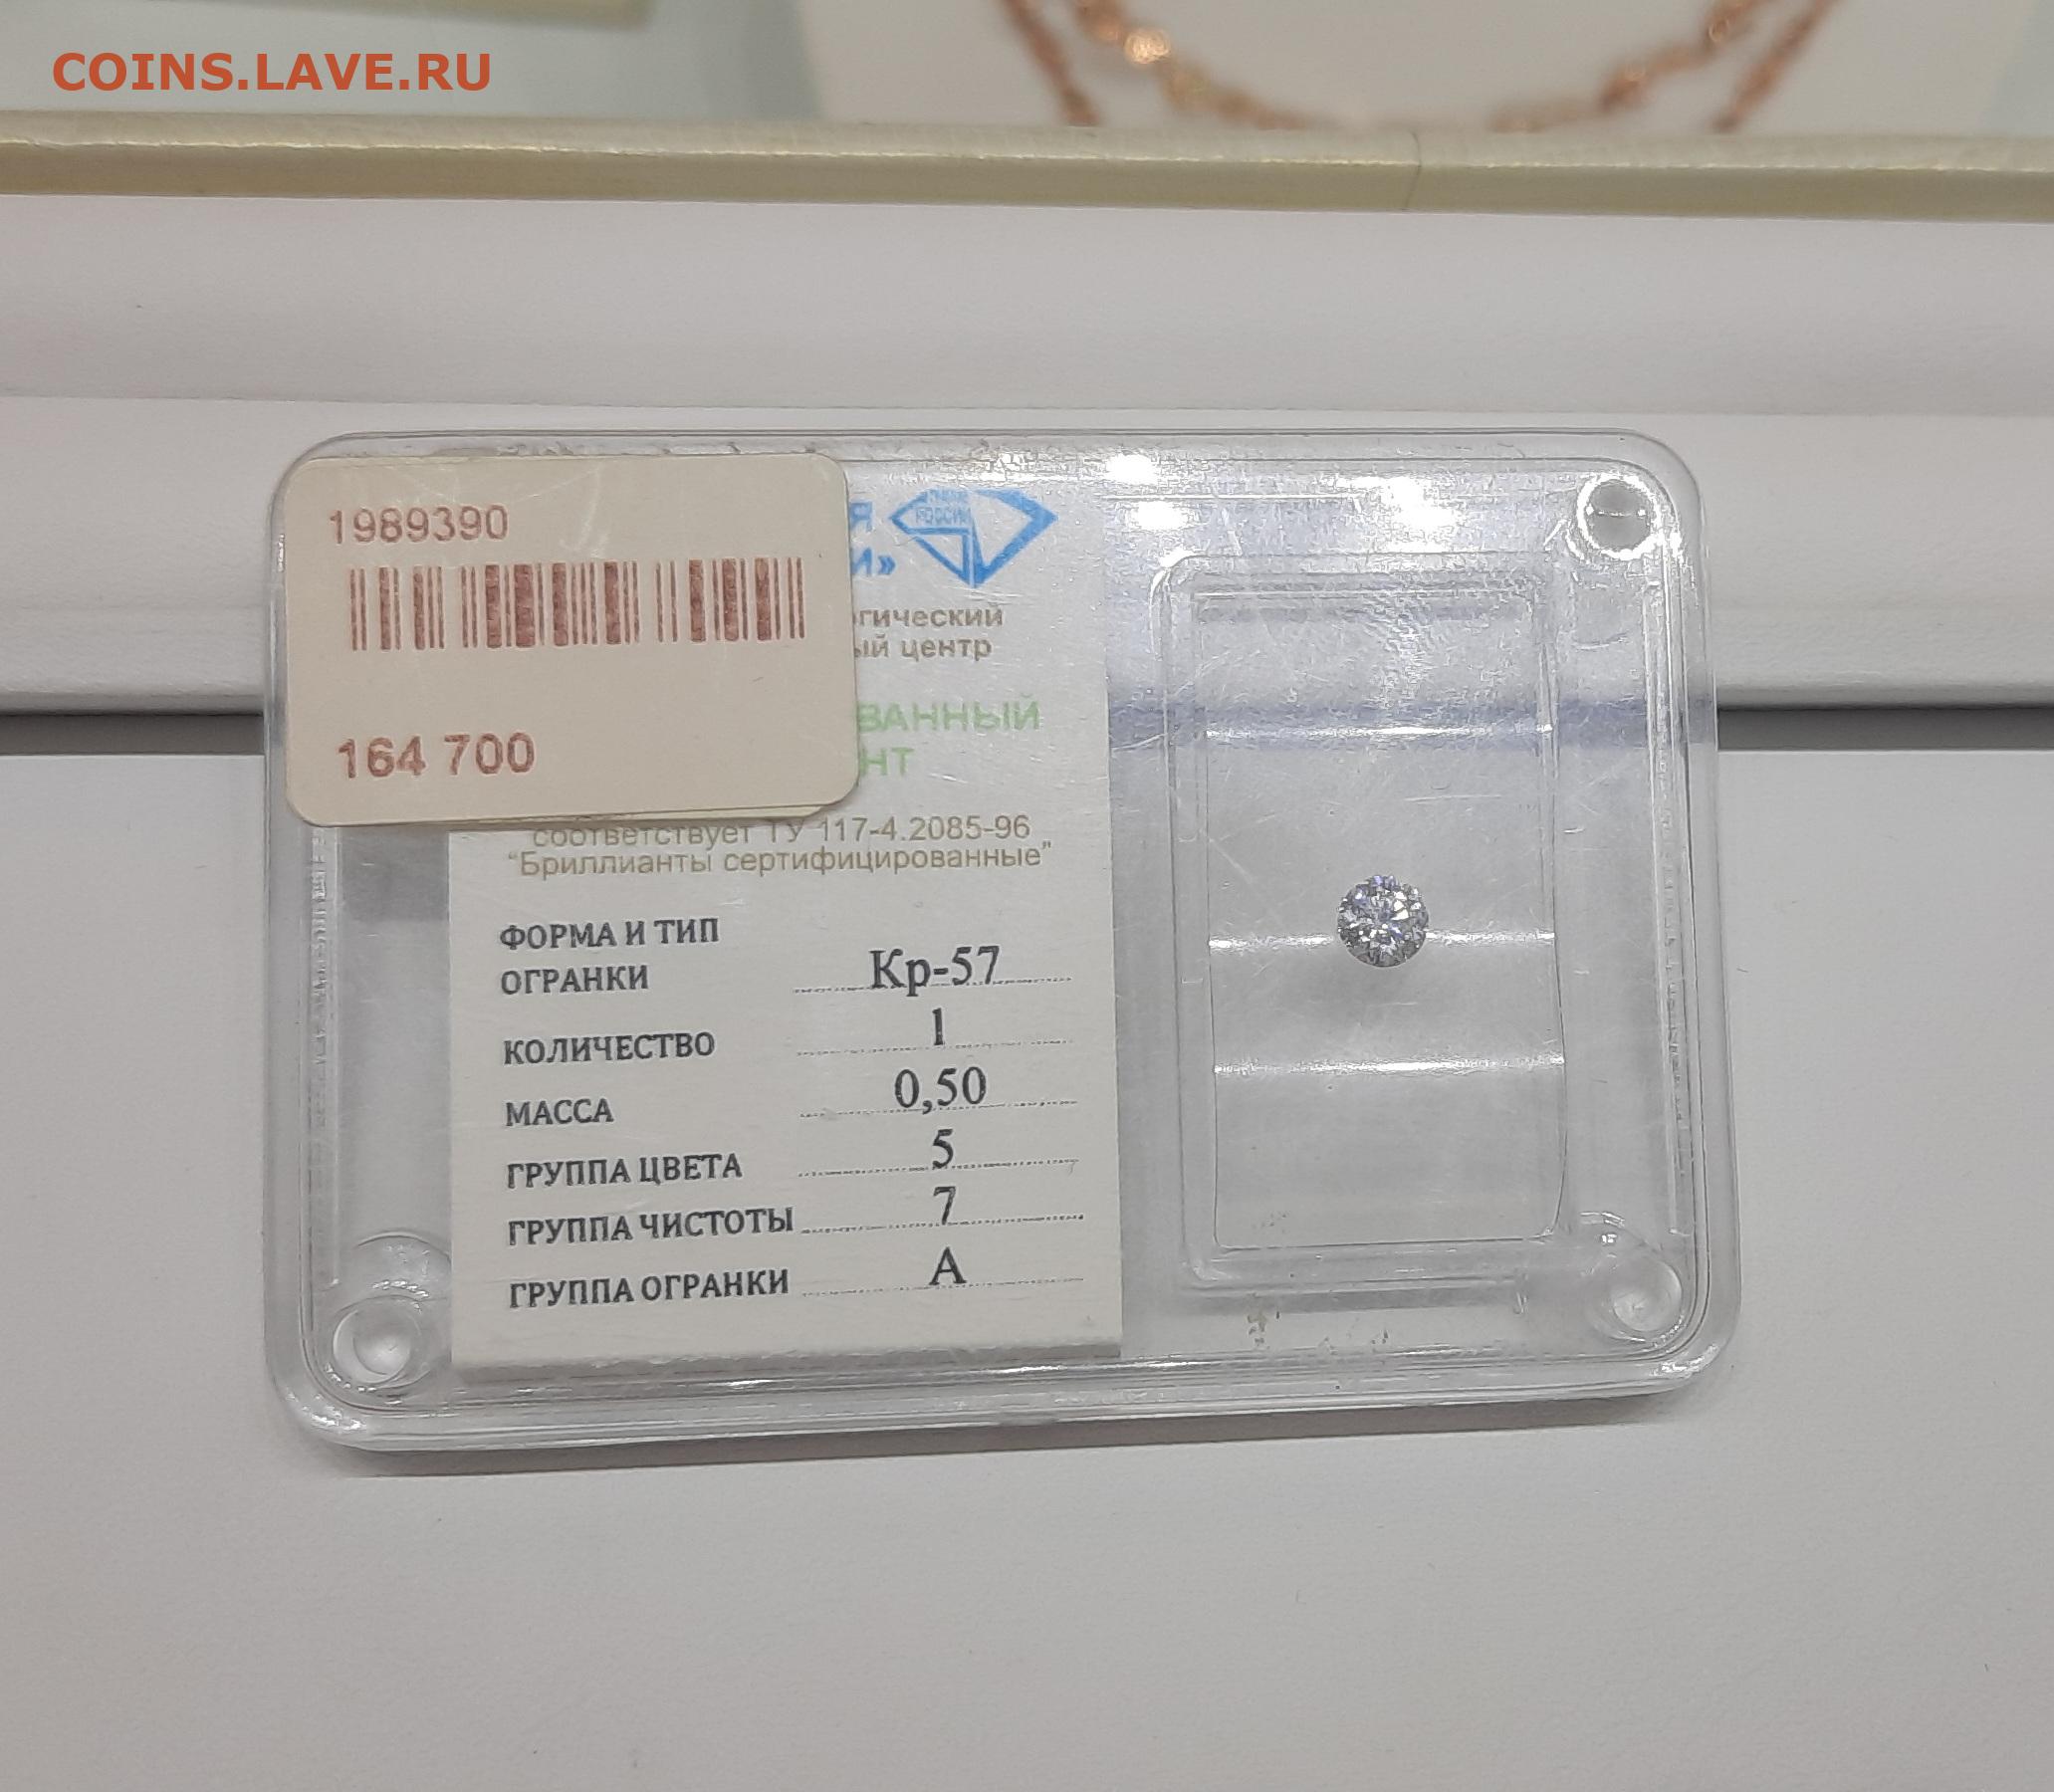 COINS.LAVE.RU
1989390
164 700
РОССИИ
центр
соответствует ТУ 117-4.2085-96
"Бриллианты сертифицированные"
ФОРМА И ТИП
ОГРАНКИ Кр-57
КОЛИЧЕСТВО 1
МАССА 0,50
ГРУППА ЦВЕТА 5
ГРУППА ЧИСТОТЫ 7
ГРУППА ОГРАНКИ А